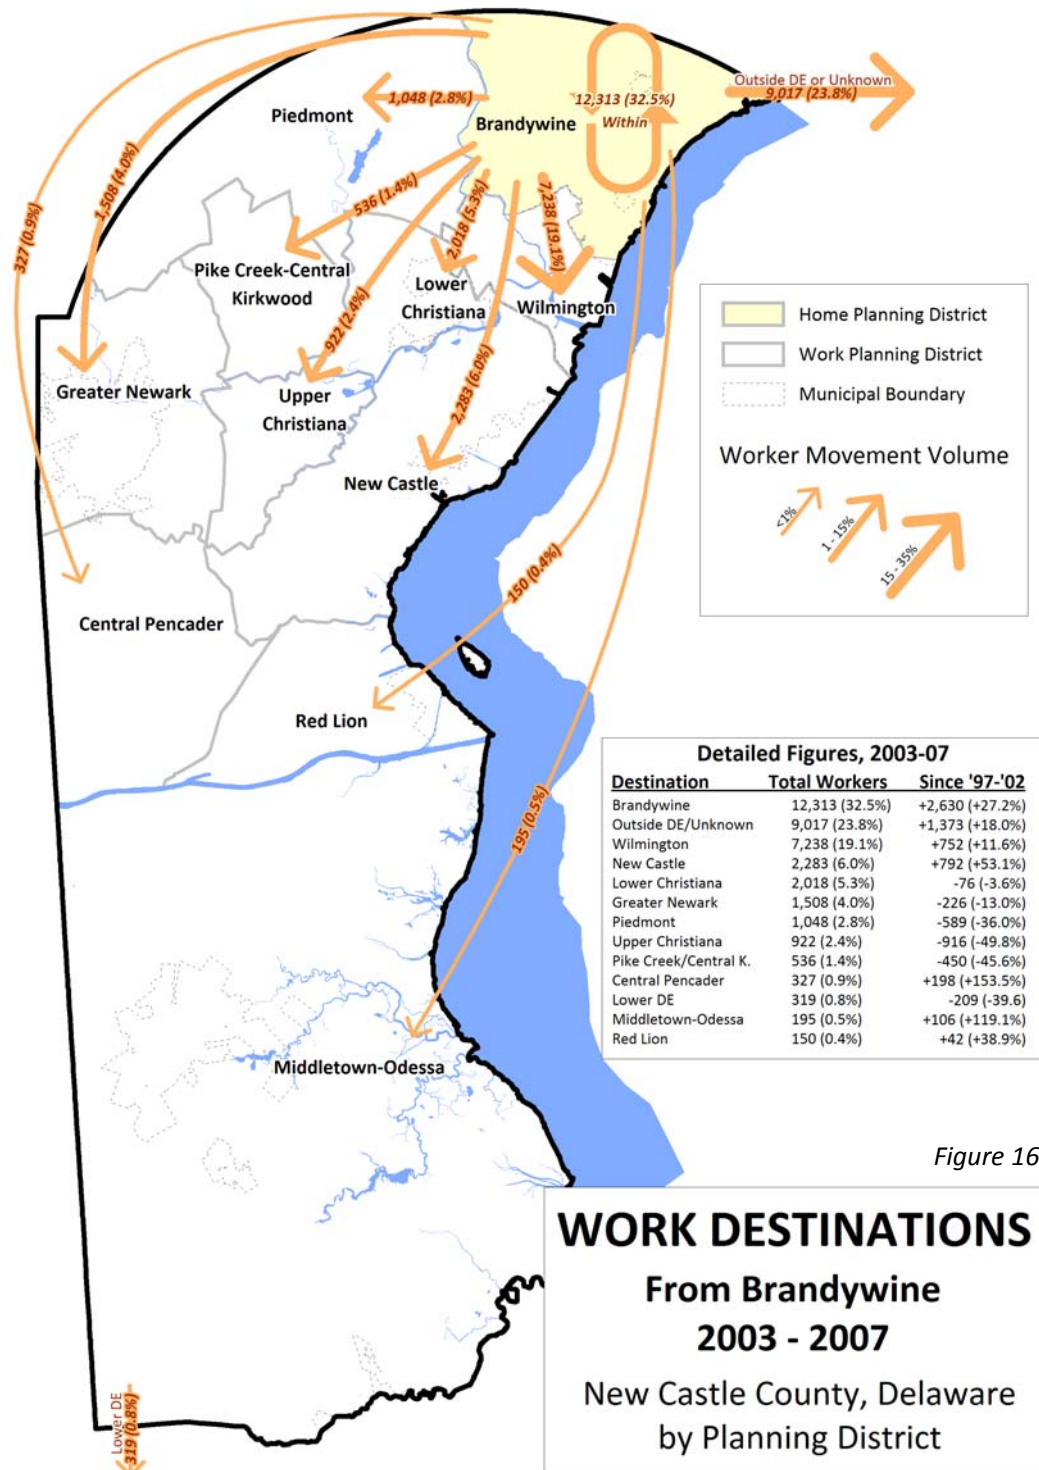 Outside DE or Unknown
9,017 (23.8%)
12,313 (32.5%)
Within
1,048 (2.8%)
Piedmont
Brandywine
1,508 (4.0%)
327 (0.9%)
536 (1.4%)
2,018 (5.3%)
7,238 (19.1%)
Pike Creek-Central
Kirkwood
922 (2.4%)
Lower
Christiana
Wilmington
2,283 (6.0%)
Greater Newark
Upper
Christiana
New Castle
150 (0.4%)
Central Pencader
Red Lion
195 (0.5%)
Middletown-Odessa
Lower DE
319 (0.8%)
Home Planning District
Work Planning District
Municipal Boundary
Worker Movement Volume
<1%
1 - 15%
15 - 35%
Detailed Figures, 2003-07
Destination Total Workers Since '97-'02
Brandywine 12,313 (32.5%) +2,630 (+27.2%)
Outside DE/Unknown 9,017 (23.8%) +1,373 (+18.0%)
Wilmington 7,238 (19.1%) +752 (+11.6%)
New Castle 2,283 (6.0%) +792 (+53.1%)
Lower Christiana 2,018 (5.3%) -76 (-3.6%)
Greater Newark 1,508 (4.0%) -226 (-13.0%)
Piedmont 1,048 (2.8%) -589 (-36.0%)
Upper Christiana 922 (2.4%) -916 (-49.8%)
Pike Creek/Central K. 536 (1.4%) -450 (-45.6%)
Central Pencader 327 (0.9%) +198 (+153.5%)
Lower DE 319 (0.8%) -209 (-39.6)
Middletown-Odessa 195 (0.5%) +106 (+119.1%)
Red Lion 150 (0.4%) +42 (+38.9%)
Figure 16
WORK DESTINATIONS
From Brandywine
2003 - 2007
New Castle County, Delaware
by Planning District